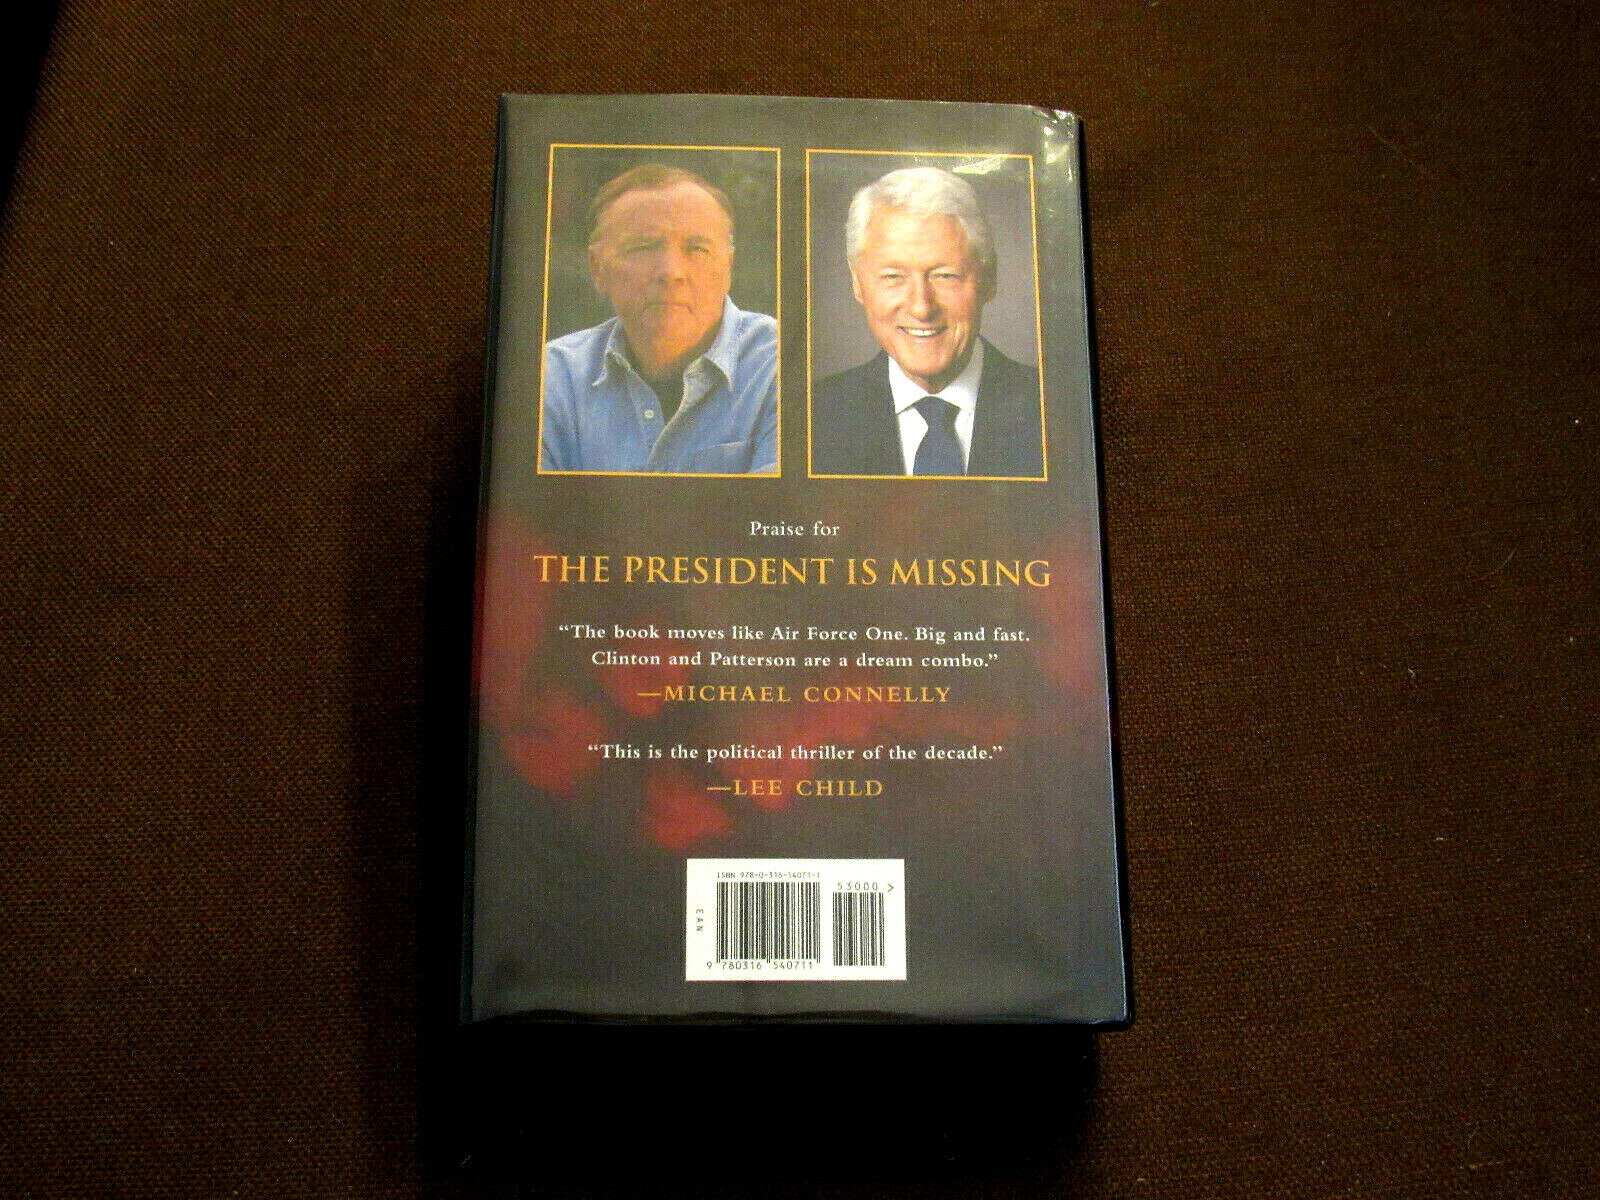 Praise for
THE PRESIDENT IS MISSING
“The book moves like Air Force One. Big and fast.
Clinton and Patterson are a dream combo.”
—MICHAEL CONNELLY
“This is the political thriller of the decade.”
—LEE CHILD
ISBN 978-0-316-54071-1
53000 >
EAN
9 780316 540711